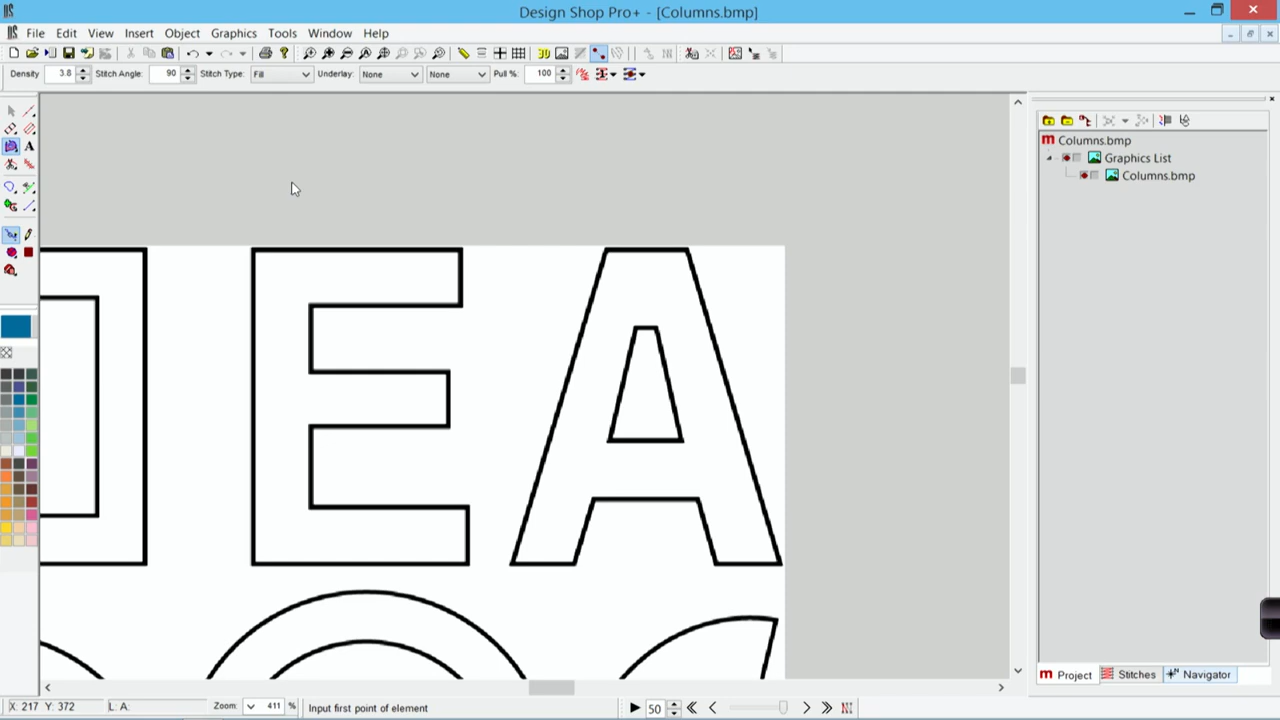 Design Shop Pro+ - [Columns.bmp]
File Edit View Insert Object Graphics Tools Window Help
3D
Density 3.8 Stitch Angle: 90 Stitch Type: Fill Underlay: None None Pull % 100
A
Columns.bmp
Graphics List
Columns.bmp
E A
Project Stitches Navigator
X: 217 Y: 372 L: A: Zoom: 411 % Input first point of element 50